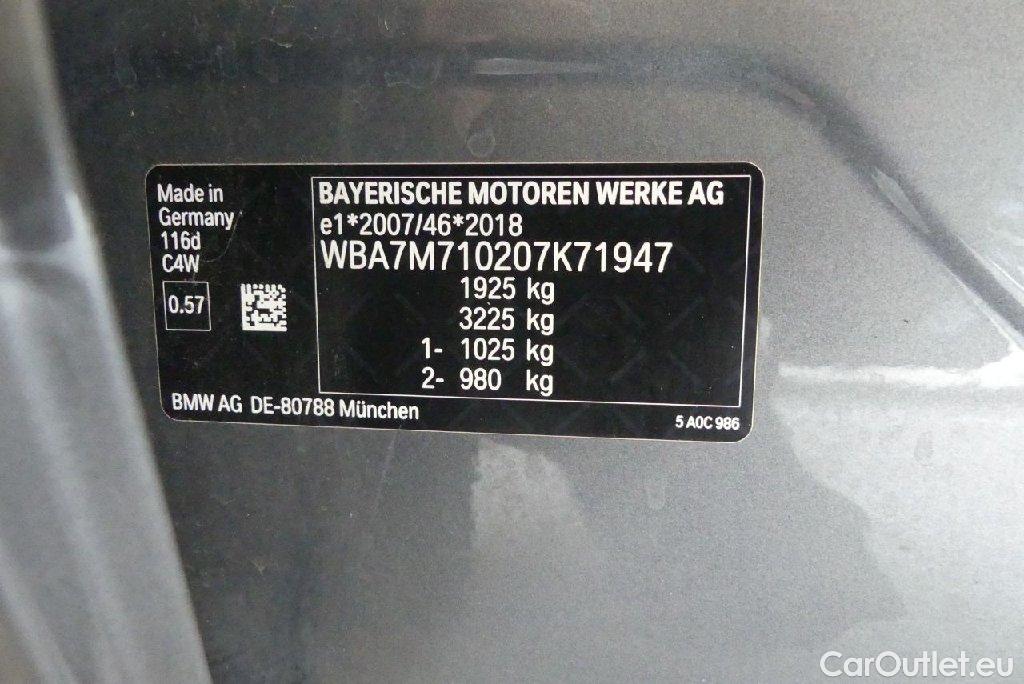 Made in
Germany
116d
C4W
0.57
BAYERISCHE MOTOREN WERKE AG
e1*2007/46*2018
WBA7M710207K71947
1925 kg
3225 kg
1- 1025 kg
2- 980 kg
BMW AG DE-80788 München
5 A0C 986
CarOutlet.eu